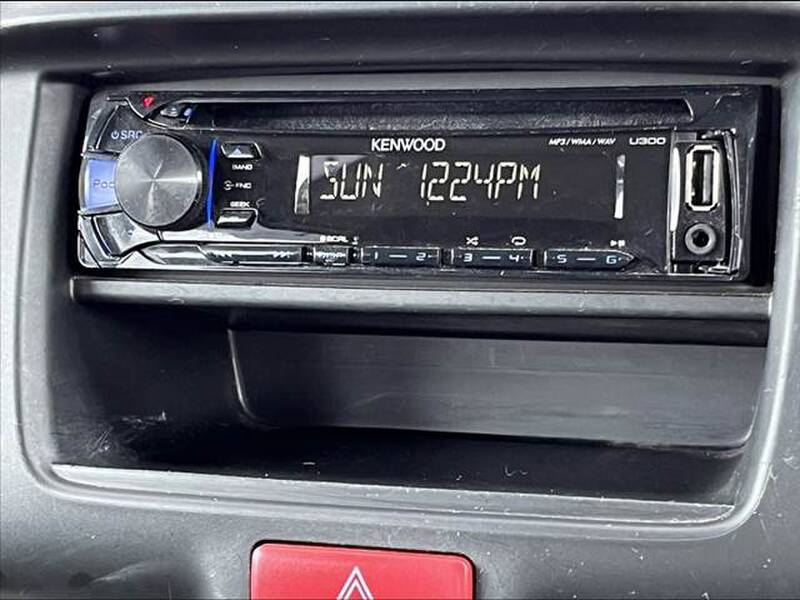 SRC
KENWOOD
MP3/WMA/WAV U300
BAND
FNC
SEEK
SUN 1224PM
1 — 2
3 — 4
5 — 6